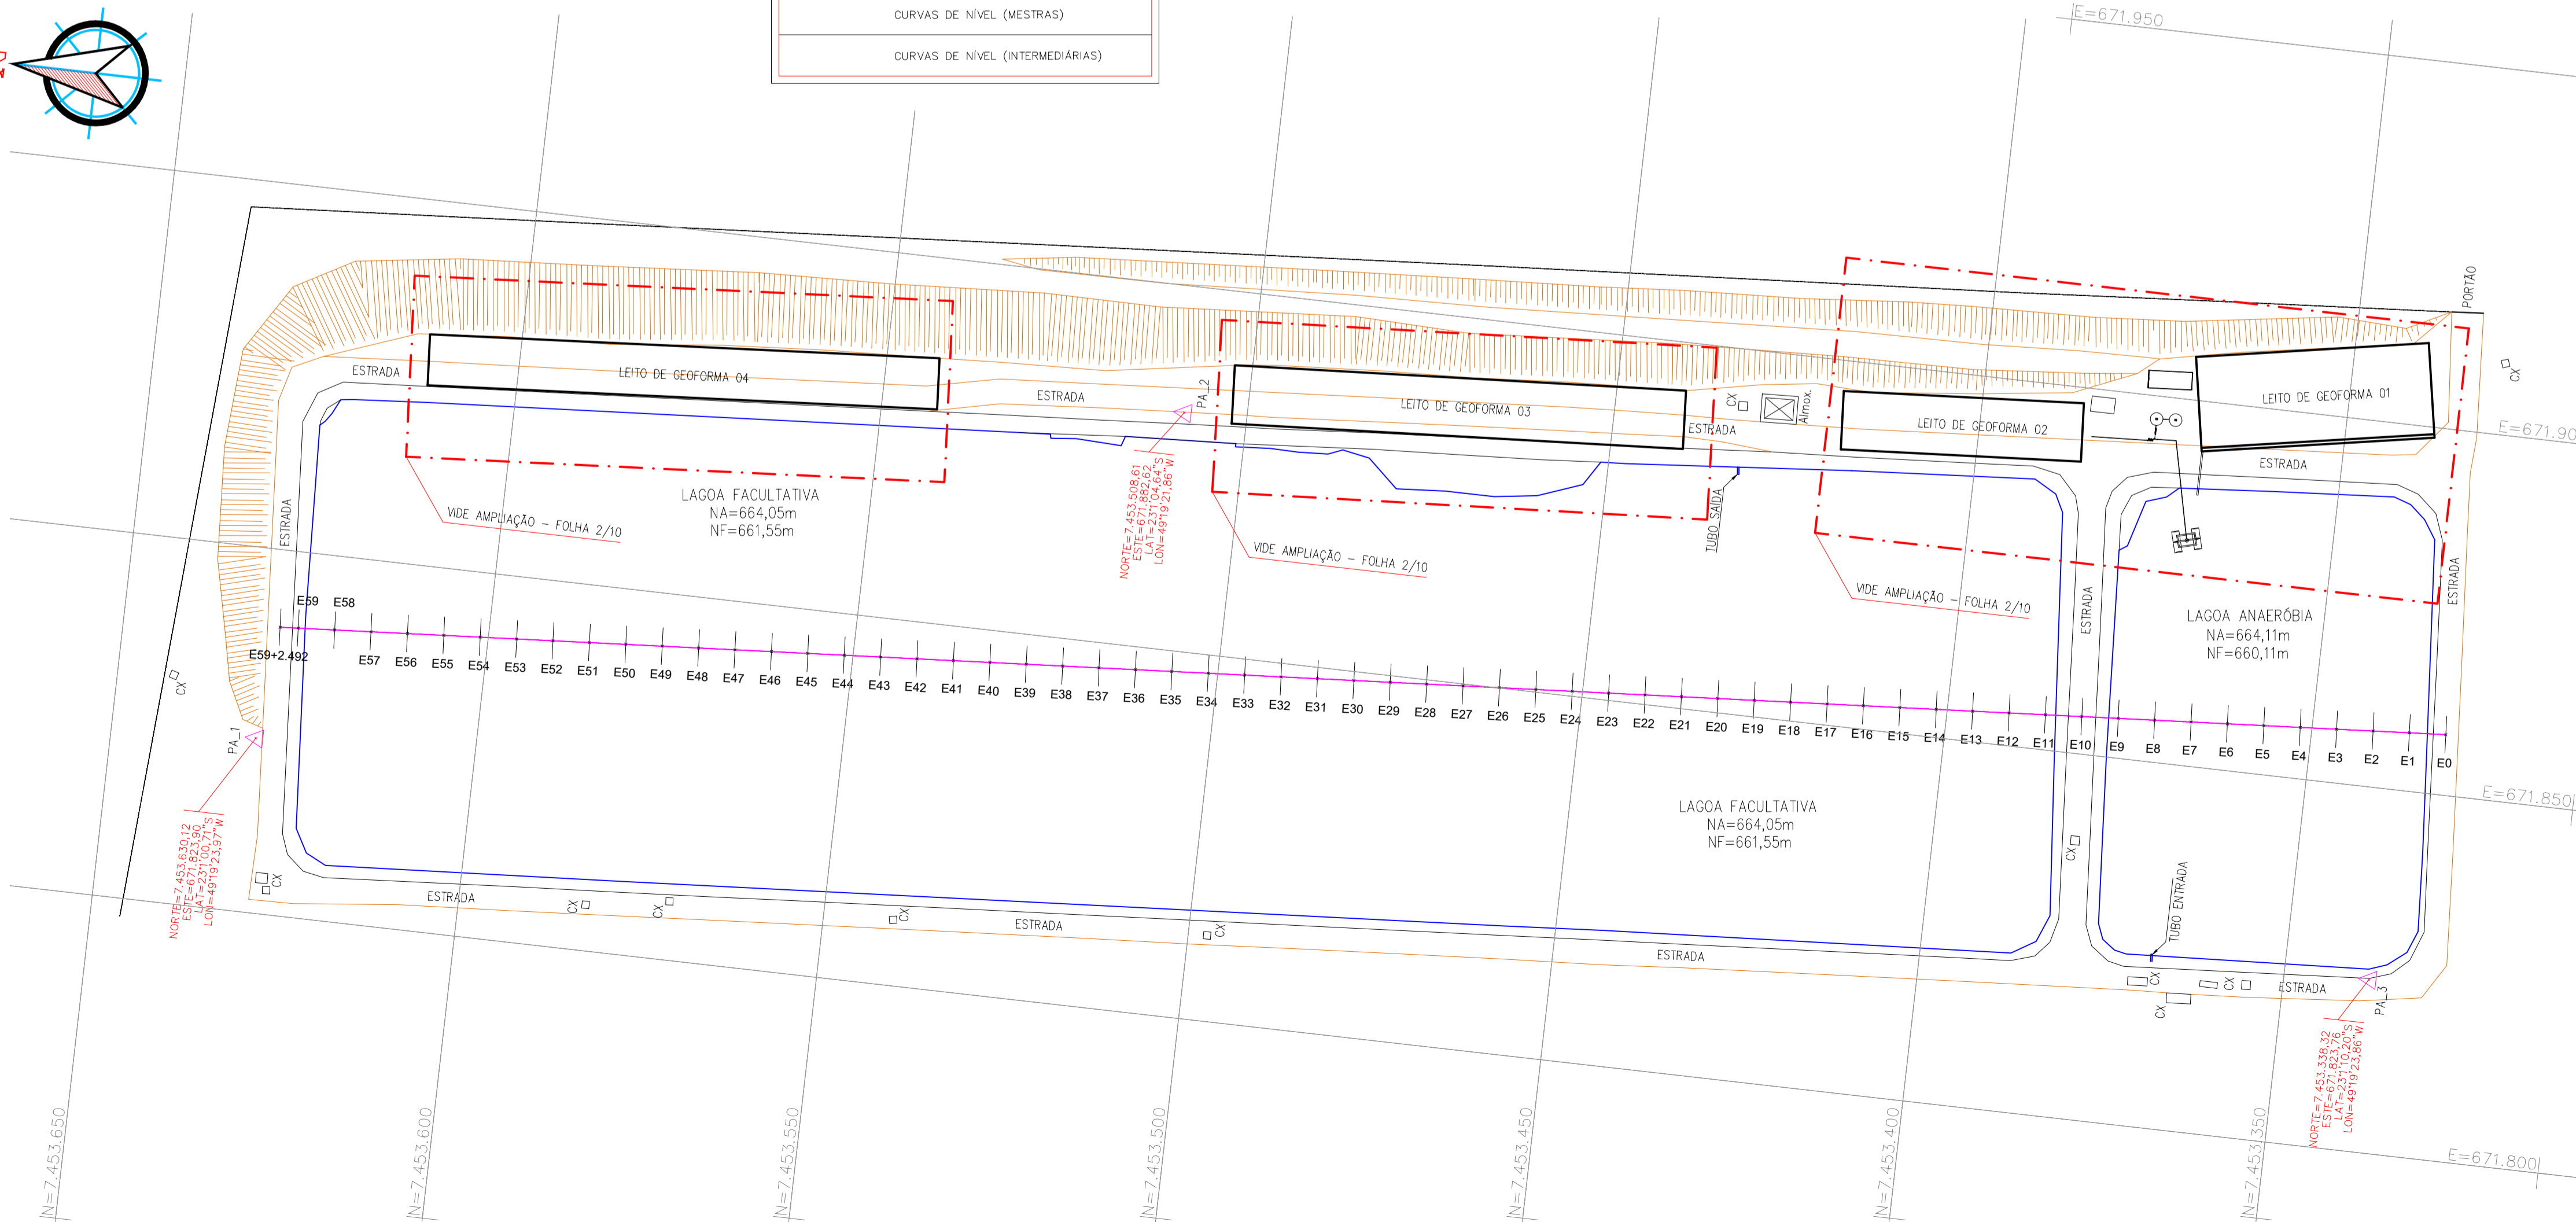 CURVAS DE NÍVEL (MESTRAS)
CURVAS DE NÍVEL (INTERMEDIÁRIAS)
E=671.950
PORTÃO
CX
E=671.90
ESTRADA
LEITO DE GEOFORMA 04
ESTRADA
PA_2
LEITO DE GEOFORMA 03
CX
Almox.
ESTRADA
LEITO DE GEOFORMA 02
LEITO DE GEOFORMA 01
ESTRADA
ESTRADA
LAGOA FACULTATIVA
NA=664,05m
NF=661,55m
VIDE AMPLIAÇÃO - FOLHA 2/10
NORTE=7.453.508,61
ESTE=671.882,62
LAT=23°1'04,64"S
LON=49°19'21,86"W
VIDE AMPLIAÇÃO - FOLHA 2/10
TUBO SAÍDA
VIDE AMPLIAÇÃO - FOLHA 2/10
ESTRADA
ESTRADA
LAGOA ANAERÓBIA
NA=664,11m
NF=660,11m
E59+2.492
E59
E58
E57
E56
E55
E54
E53
E52
E51
E50
E49
E48
E47
E46
E45
E44
E43
E42
E41
E40
E39
E38
E37
E36
E35
E34
E33
E32
E31
E30
E29
E28
E27
E26
E25
E24
E23
E22
E21
E20
E19
E18
E17
E16
E15
E14
E13
E12
E11
E10
E9
E8
E7
E6
E5
E4
E3
E2
E1
E0
CX
PA_1
NORTE=7.453.630,12
ESTE=671.823,90
LAT=23°1'00,71"S
LON=49°19'23,97"W
E=671.850
LAGOA FACULTATIVA
NA=664,05m
NF=661,55m
CX
TUBO ENTRADA
CX
ESTRADA
CX
CX
CX
ESTRADA
CX
ESTRADA
CX
CX
CX
ESTRADA
PA_3
NORTE=7.453.338,32
ESTE=671.823,76
LAT=23°1'10,20"S
LON=49°19'23,86"W
E=671.800
N=7.453.650
N=7.453.600
N=7.453.550
N=7.453.500
N=7.453.450
N=7.453.400
N=7.453.350